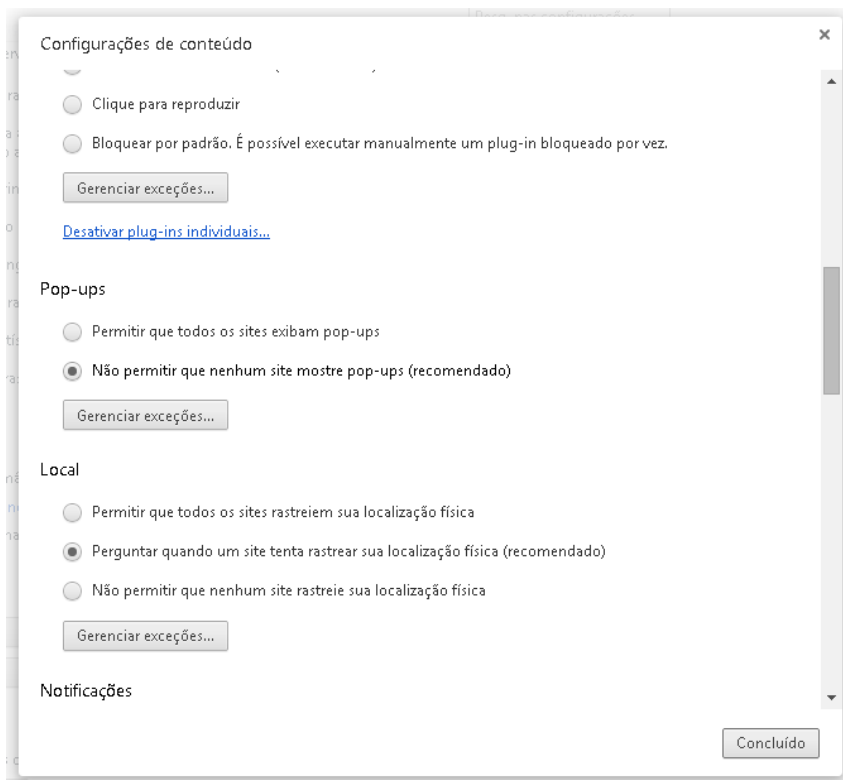 Configurações de conteúdo
Clique para reproduzir
Bloquear por padrão. É possível executar manualmente um plug-in bloqueado por vez.
Gerenciar exceções...
Desativar plug-ins individuais...
Pop-ups
Permitir que todos os sites exibam pop-ups
Não permitir que nenhum site mostre pop-ups (recomendado)
Gerenciar exceções...
Local
Permitir que todos os sites rastreiem sua localização física
Perguntar quando um site tenta rastrear sua localização física (recomendado)
Não permitir que nenhum site rastreie sua localização física
Gerenciar exceções...
Notificações
Concluído